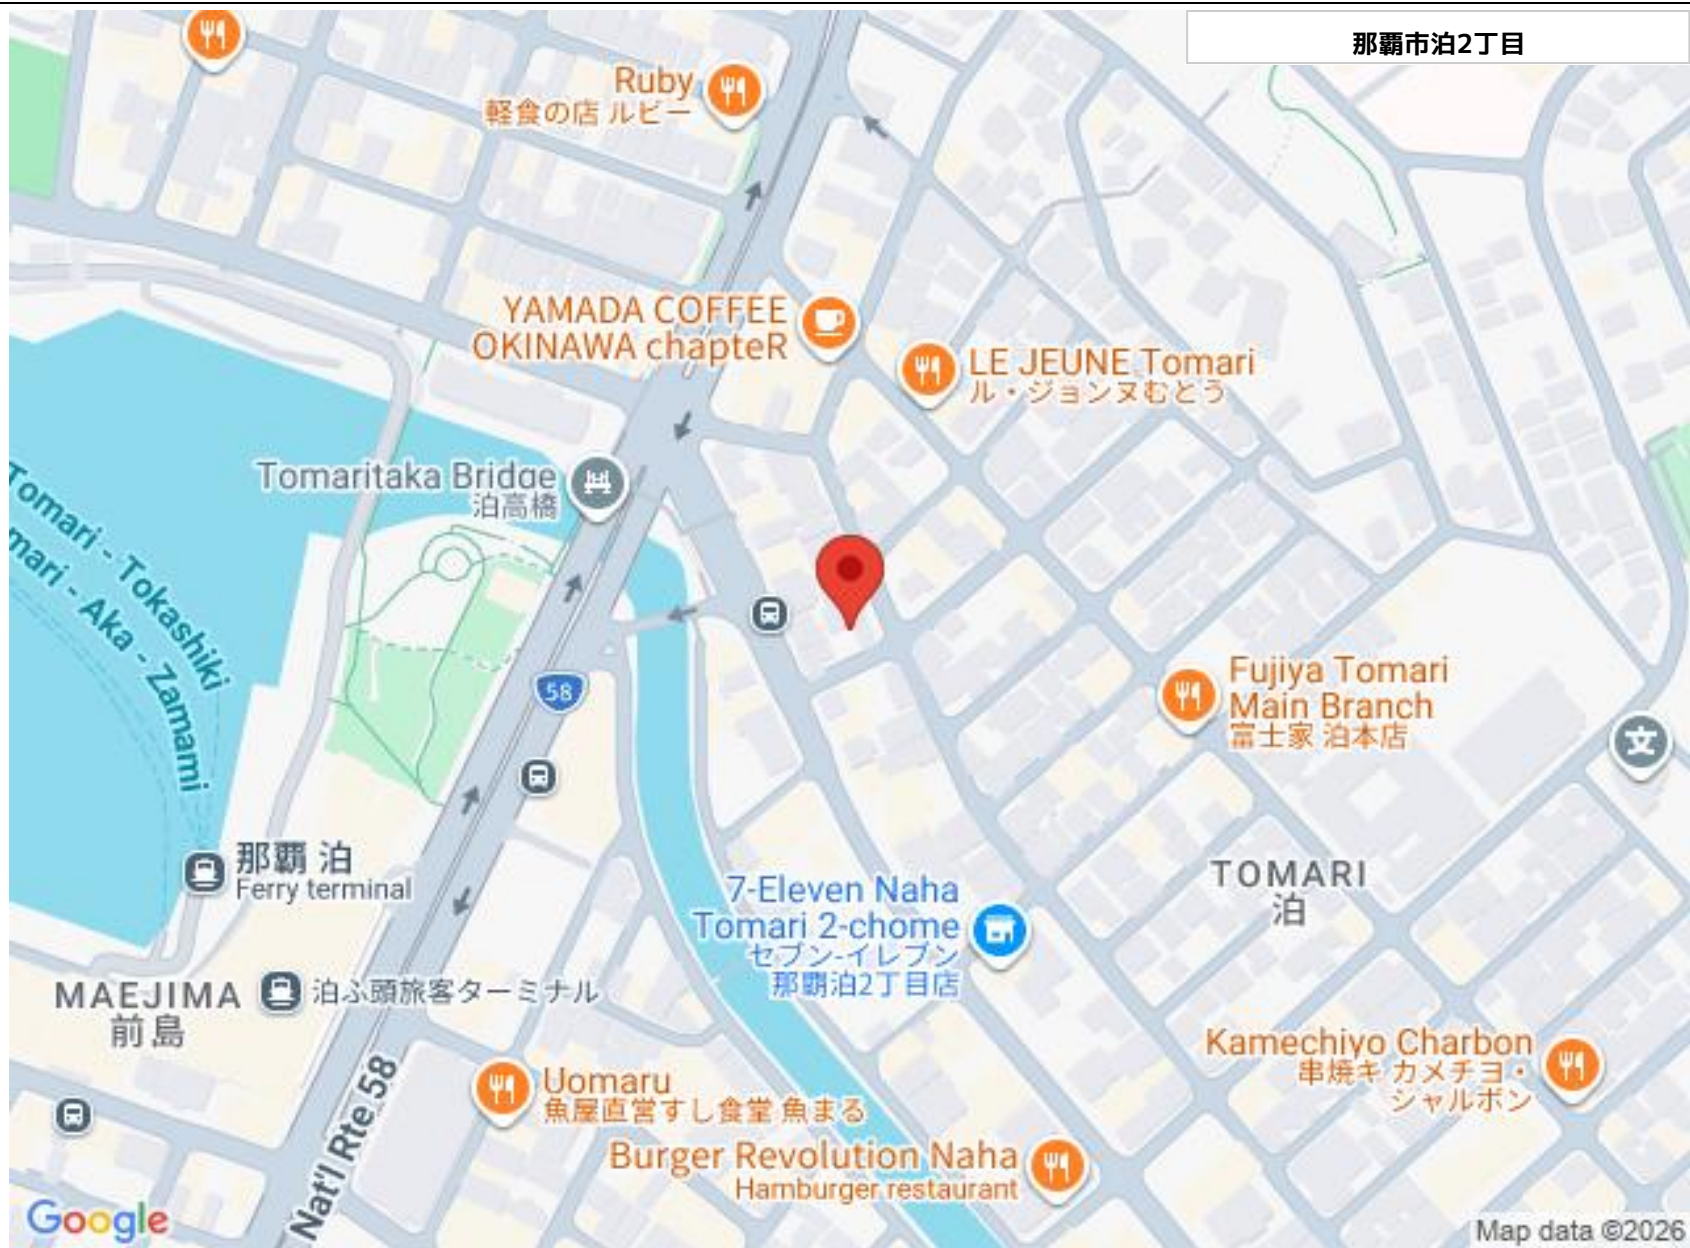 那覇市泊2丁目
Ruby
軽食の店 ルビー
YAMADA COFFEE
OKINAWA chapteR
LE JEUNE Tomari
ル・ジョンヌむとう
Tomaritaka Bridge
泊高橋
Tomari - Tokashiki
mari - Aka - Zamami
58
Fujiya Tomari
Main Branch
富士家 泊本店
文
那覇 泊
Ferry terminal
7-Eleven Naha
Tomari 2-chome
セブン-イレブン
那覇泊2丁目店
TOMARI
泊
MAEJIMA
前島
泊ふ頭旅客ターミナル
Nat'l Rte 58
Uomaru
魚屋直営すし食堂 魚まる
Kamechiyo Charbon
串焼キ カメチヨ・
シャルボン
Burger Revolution Naha
Hamburger restaurant
Google
Map data ©2026